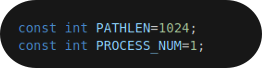 const int PATHLEN=1024;
const int PROCESS_NUM=1;